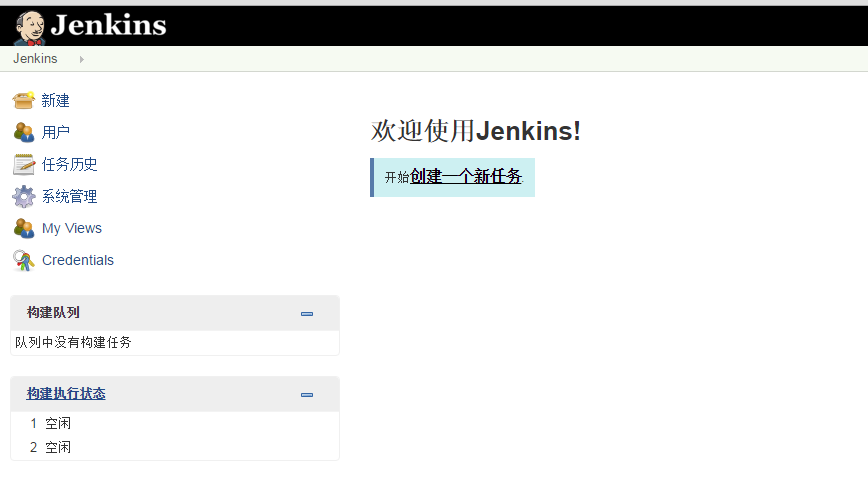 Jenkins
Jenkins
新建
用户
任务历史
系统管理
My Views
Credentials
构建队列
队列中没有构建任务
构建执行状态
1 空闲
2 空闲
欢迎使用Jenkins!
开始创建一个新任务.